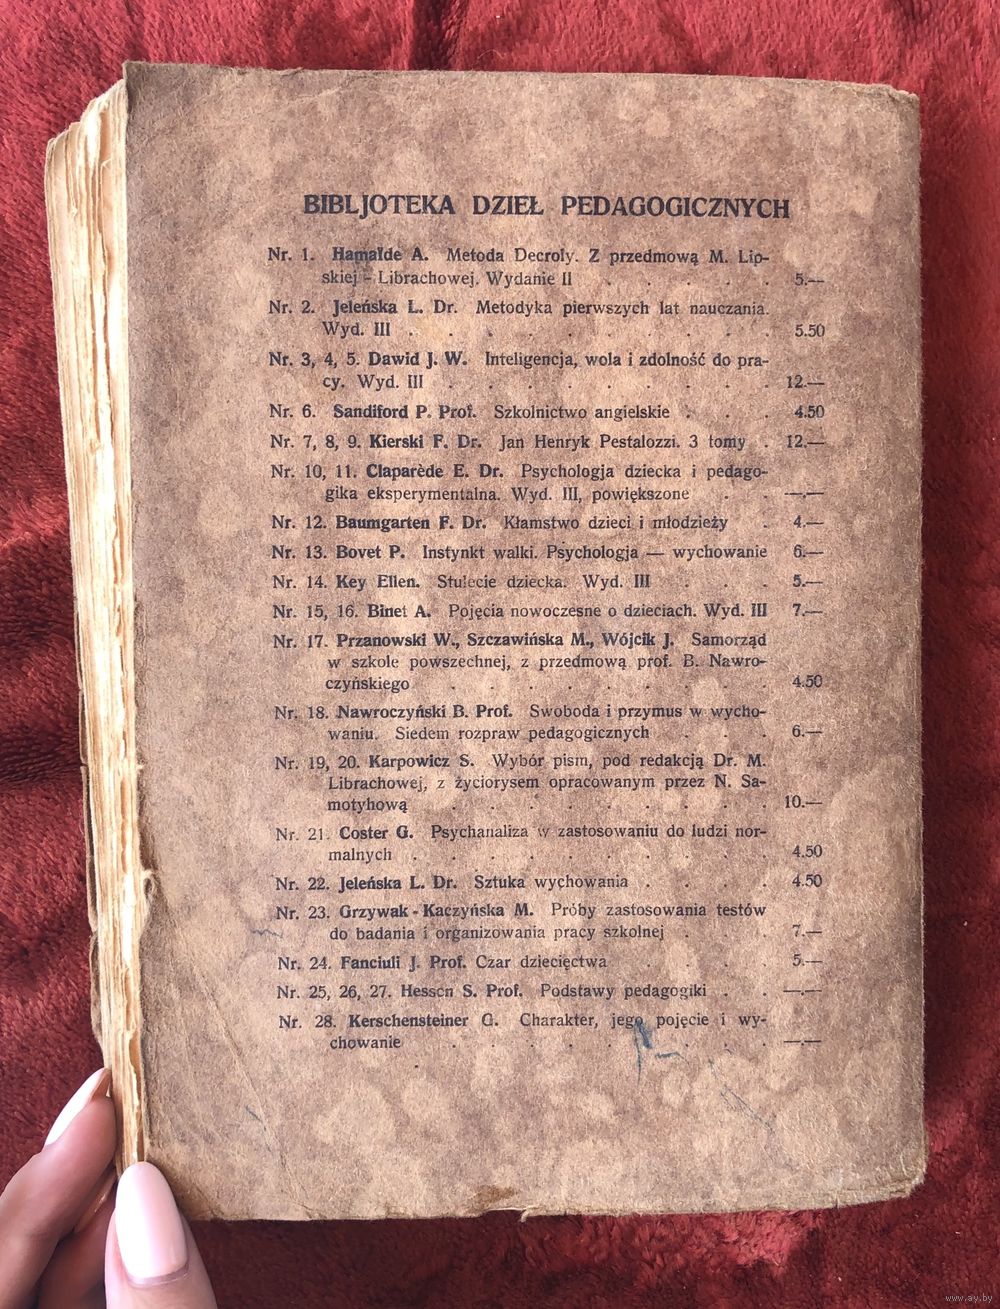 BIBLJOTEKA DZIEŁ PEDAGOGICZNYCH
Nr. 1. Hamaïde A. Metoda Decroly. Z przedmową M. Lip-
skiej - Librachowej. Wydanie II . . . . . 5.—
Nr. 2. Jeleńska L. Dr. Metodyka pierwszych lat nauczania.
Wyd. III . . . . . . . . . . 5.50
Nr. 3, 4, 5. Dawid J. W. Inteligencja, wola i zdolność do pra-
cy. Wyd. III . . . . . . . . . 12.—
Nr. 6. Sandiford P. Prof. Szkolnictwo angielskie . . . 4.50
Nr. 7, 8, 9. Kierski F. Dr. Jan Henryk Pestalozzi. 3 tomy . 12.—
Nr. 10, 11. Claparède E. Dr. Psychologja dziecka i pedago-
gika eksperymentalna. Wyd. III, powiększone . . —.—
Nr. 12. Baumgarten F. Dr. Kłamstwo dzieci i młodzieży . 4.—
Nr. 13. Bovet P. Instynkt walki. Psychologja — wychowanie 6.—
Nr. 14. Key Ellen. Stulecie dziecka. Wyd. III . . . 5.—
Nr. 15, 16. Binet A. Pojęcia nowoczesne o dzieciach. Wyd. III 7.—
Nr. 17. Przanowski W., Szczawińska M., Wójcik J. Samorząd
w szkole powszechnej, z przedmową prof. B. Nawro-
czyńskiego . . . . . . . . . 4.50
Nr. 18. Nawroczyński B. Prof. Swoboda i przymus w wycho-
waniu. Siedem rozpraw pedagogicznych . . . 6.—
Nr. 19, 20. Karpowicz S. Wybór pism, pod redakcją Dr. M.
Librachowej, z życiorysem opracowanym przez N. Sa-
motyhową . . . . . . . . . 10.—
Nr. 21. Coster G. Psychanaliza w zastosowaniu do ludzi nor-
malnych . . . . . . . . . . 4.50
Nr. 22. Jeleńska L. Dr. Sztuka wychowania . . . . 4.50
Nr. 23. Grzywak-Kaczyńska M. Próby zastosowania testów
do badania i organizowania pracy szkolnej . . . 7.—
Nr. 24. Fanciuli J. Prof. Czar dziecięctwa . . . . 5.—
Nr. 25, 26, 27. Hessen S. Prof. Podstawy pedagogiki . . —.—
Nr. 28. Kerschensteiner G. Charakter, jego pojęcie i wy-
chowanie . . . . . . . . . —.—
www.ay.by